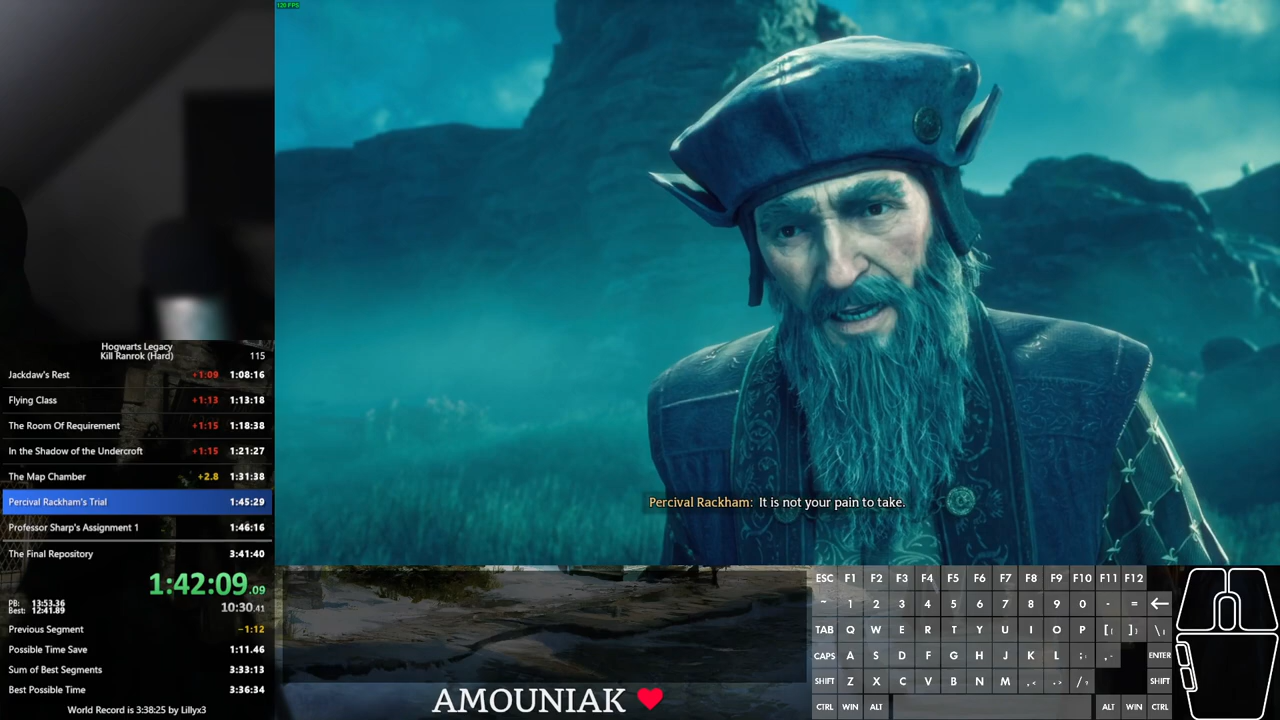 120 FPS
Hogwarts Legacy
Kill Ranrok (Hard) 115
Jackdaw's Rest +1:09 1:08:16
Flying Class +1:13 1:13:18
The Room Of Requirement +1:15 1:18:38
In the Shadow of the Undercroft +1:15 1:21:27
The Map Chamber +2.8 1:31:38
Percival Rackham's Trial 1:45:29
Professor Sharp's Assignment 1 1:46:16
The Final Repository 3:41:40
1:42:09.09
PB: 13:53.36 10:30.41
Best: 12:41.89
Previous Segment −1:12
Possible Time Save 1:11.46
Sum of Best Segments 3:33:13
Best Possible Time 3:36:34
World Record is 3:38:25 by Lillyx3
Percival Rackham: It is not your pain to take.
ESC F1 F2 F3 F4 F5 F6 F7 F8 F9 F10 F11 F12
~ 1 2 3 4 5 6 7 8 9 0 - = ←
TAB Q W E R T Y U I O P [{ ]} \|
CAPS A S D F G H J K L ;: ENTER
SHIFT Z X C V B N M ,< .> /? SHIFT
CTRL WIN ALT ALT WIN CTRL
AMOUNIAK ❤